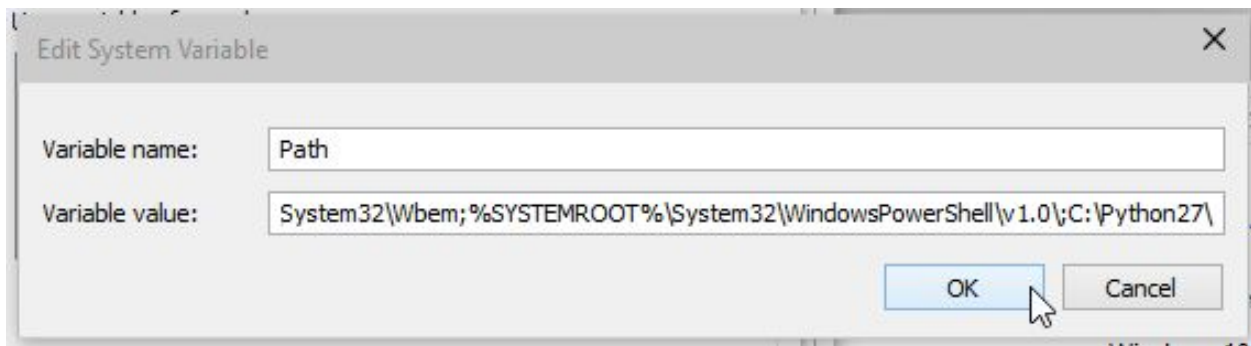 Edit System Variable
Variable name: Path
Variable value: System32\Wbem;%SYSTEMROOT%\System32\WindowsPowerShell\v1.0\;C:\Python27\
OK Cancel